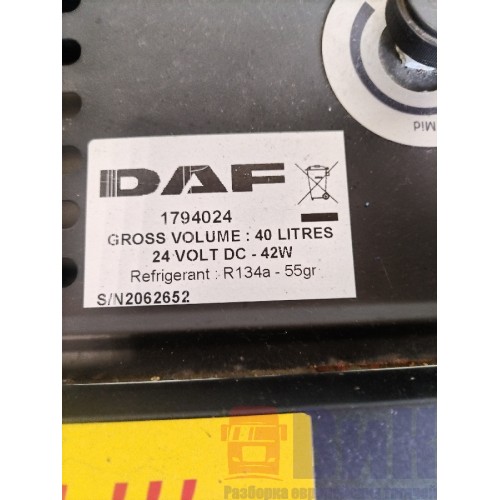 Mid
DAF
1794024
GROSS VOLUME : 40 LITRES
24 VOLT DC - 42W
Refrigerant : R134a - 55gr
S/N2062652
Разборка